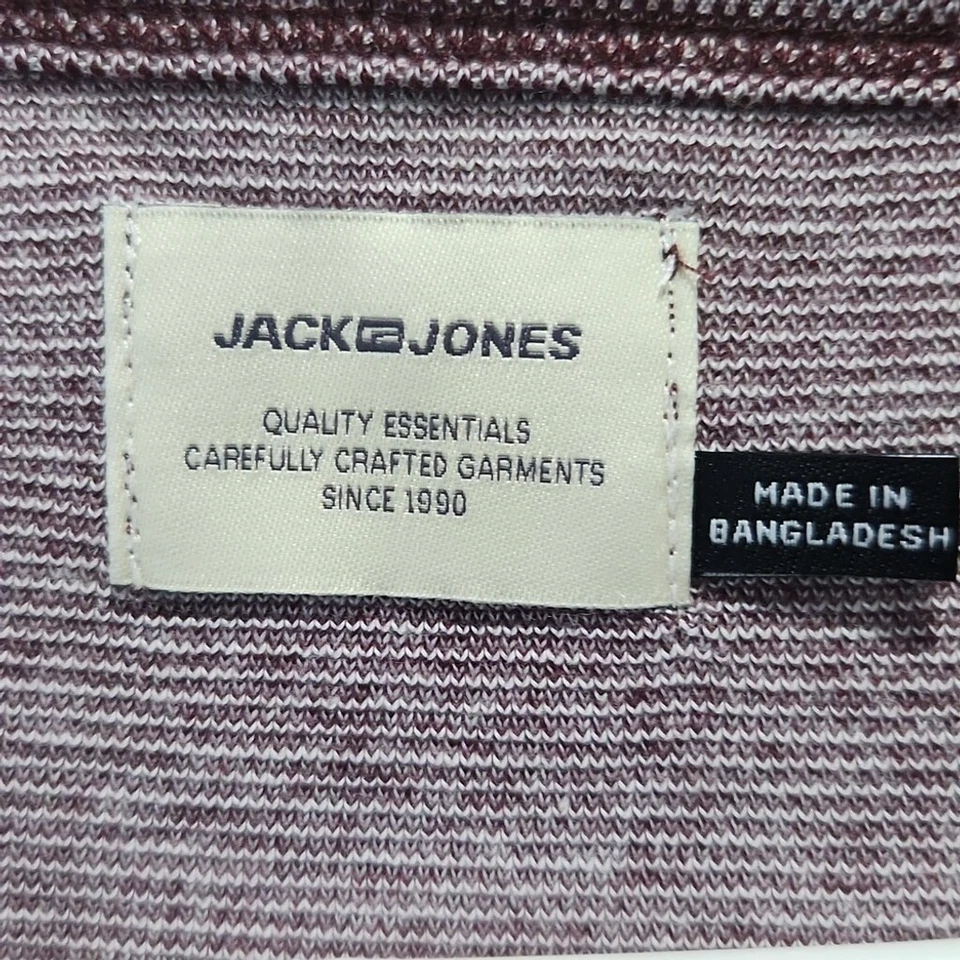 JACK&JONES
QUALITY ESSENTIALS
CAREFULLY CRAFTED GARMENTS
SINCE 1990
MADE IN
BANGLADESH